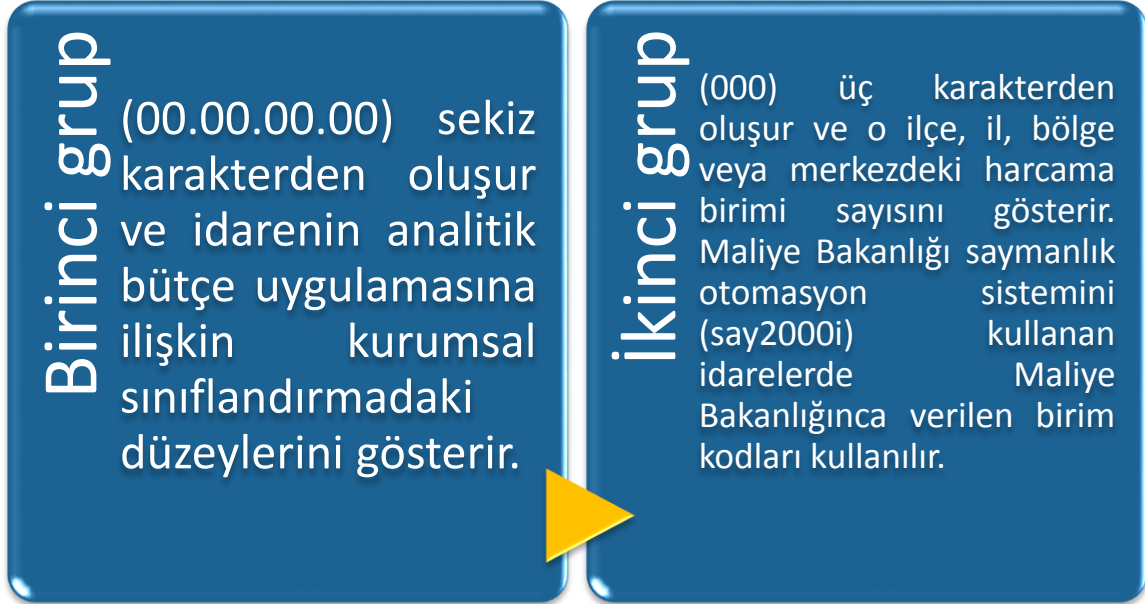 Birinci grup
(00.00.00.00) sekiz
karakterden oluşur
ve idarenin analitik
bütçe uygulamasına
ilişkin kurumsal
sınıflandırmadaki
düzeylerini gösterir.
İkinci grup
(000) üç karakterden
oluşur ve o ilçe, il, bölge
veya merkezdeki harcama
birimi sayısını gösterir.
Maliye Bakanlığı saymanlık
otomasyon sistemini
(say2000i) kullanan
idarelerde Maliye
Bakanlığınca verilen birim
kodları kullanılır.